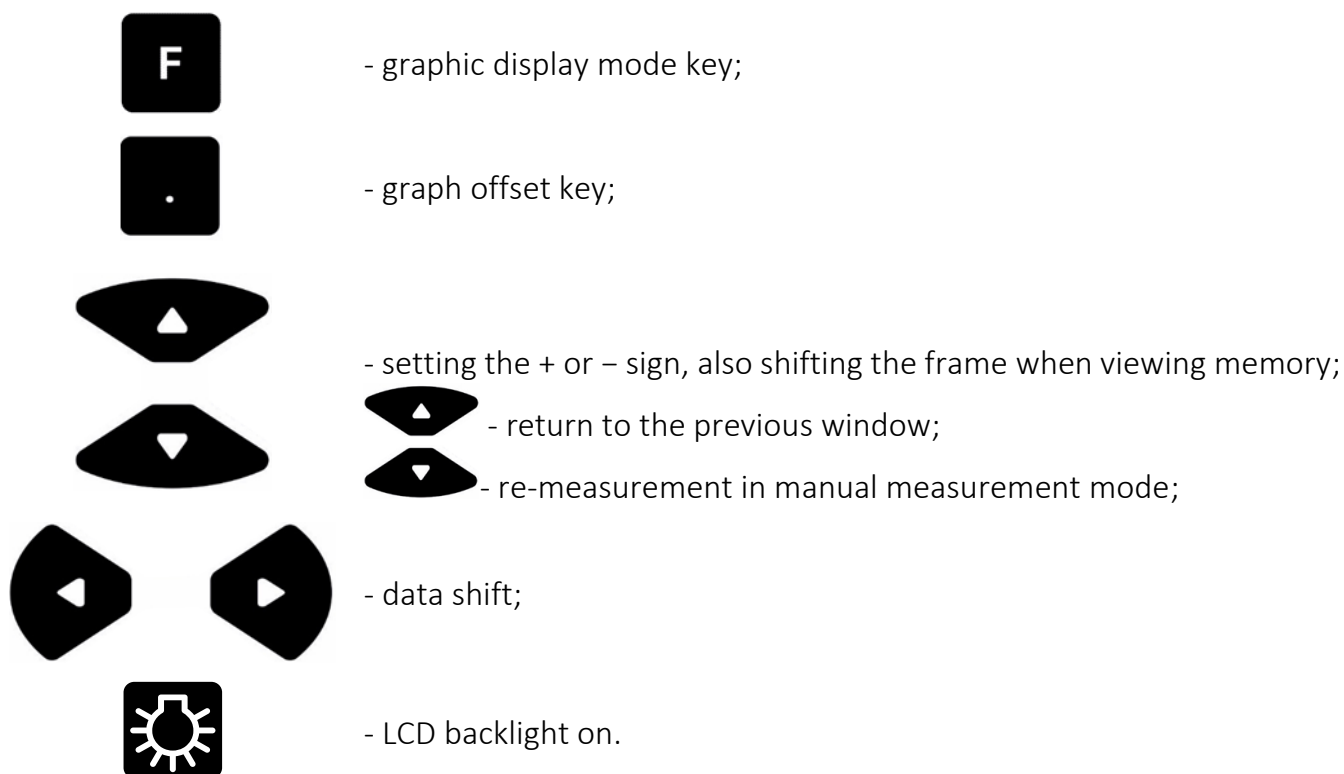 F
- graphic display mode key;
.
- graph offset key;
- setting the + or − sign, also shifting the frame when viewing memory;
- return to the previous window;
- re-measurement in manual measurement mode;
- data shift;
- LCD backlight on.